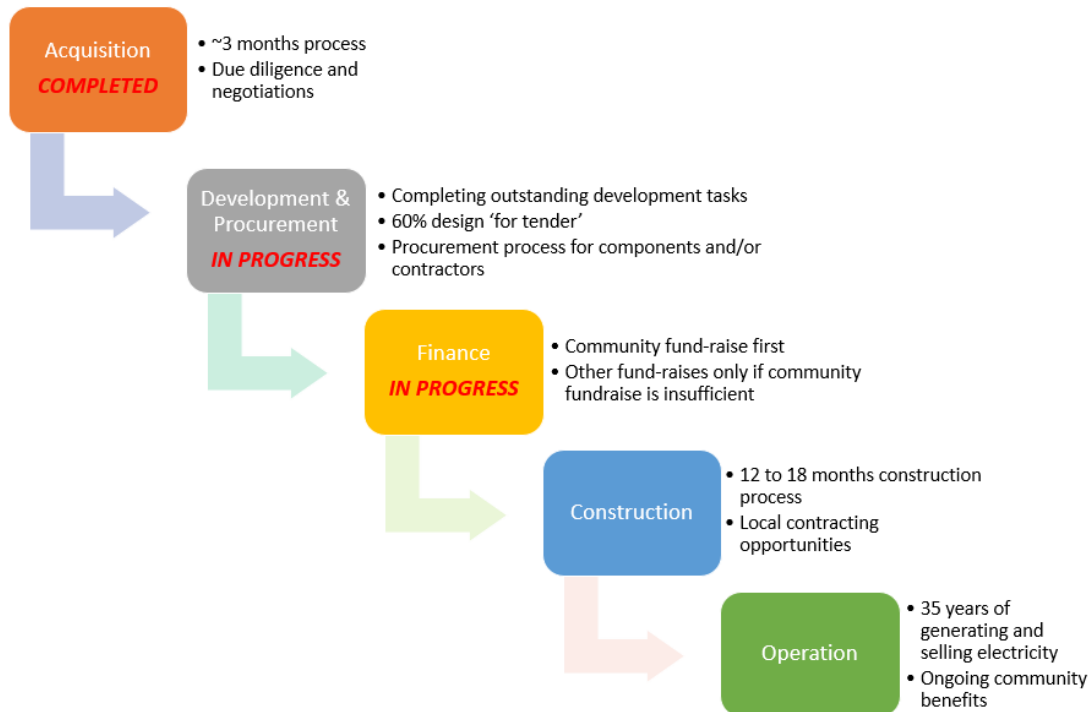 Acquisition
COMPLETED
• ~3 months process
• Due diligence and
negotiations
Development &
Procurement
IN PROGRESS
• Completing outstanding development tasks
• 60% design ‘for tender’
• Procurement process for components and/or
contractors
Finance
IN PROGRESS
• Community fund-raise first
• Other fund-raises only if community
fundraise is insufficient
Construction
• 12 to 18 months construction
process
• Local contracting
opportunities
Operation
• 35 years of
generating and
selling electricity
• Ongoing community
benefits